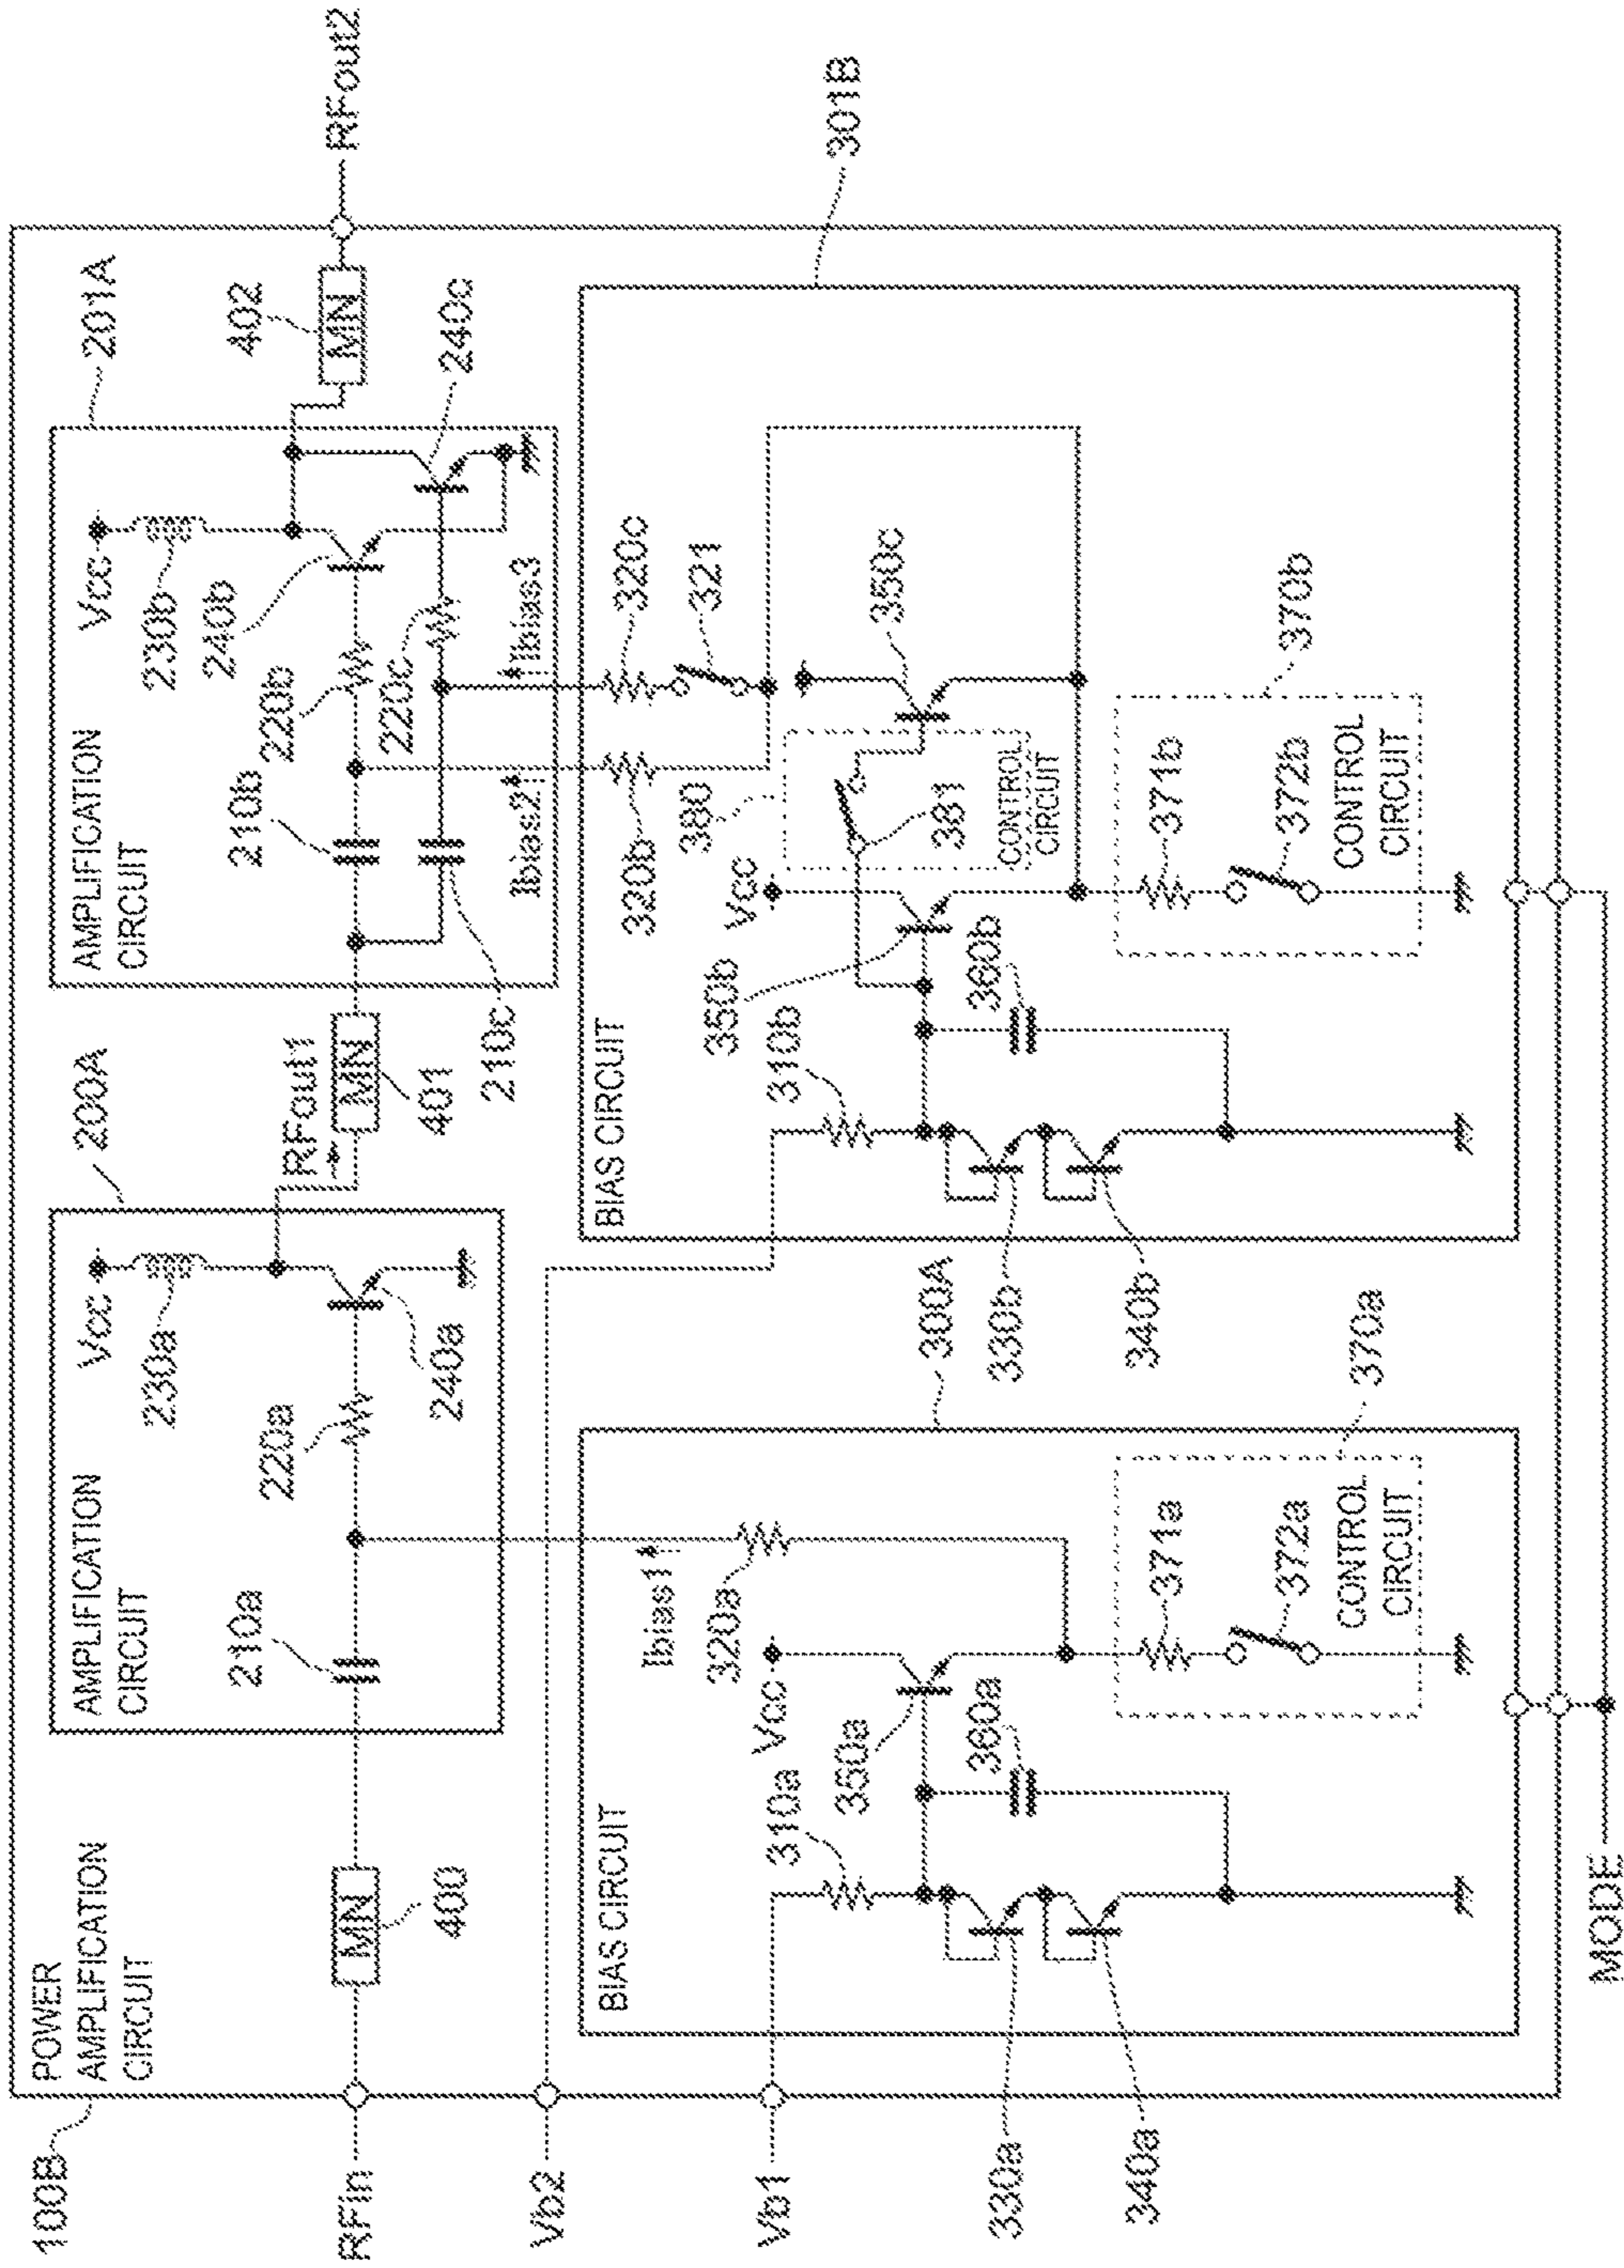 100B
POWER
AMPLIFICATION
CIRCUIT
200A
201A
AMPLIFICATION
CIRCUIT
Vcc
230a
210a
220a
240a
AMPLIFICATION
CIRCUIT
Vcc
230b
240b
210b
220b
220c
402
MN
RFout2
240c
RFin
MN
400
RFout1
MN
401
210c
Ibias2
Ibias3
Vb2
Vb1
BIAS CIRCUIT
300A
Ibias1
320a
Vcc
310a
350a
360a
330a
340a
371a
372a
CONTROL
CIRCUIT
370a
BIAS CIRCUIT
301B
320b
320c
321
380
Vcc
310b
350b
381
CONTROL
CIRCUIT
350c
360b
330b
340b
371b
372b
CONTROL
CIRCUIT
370b
MODE